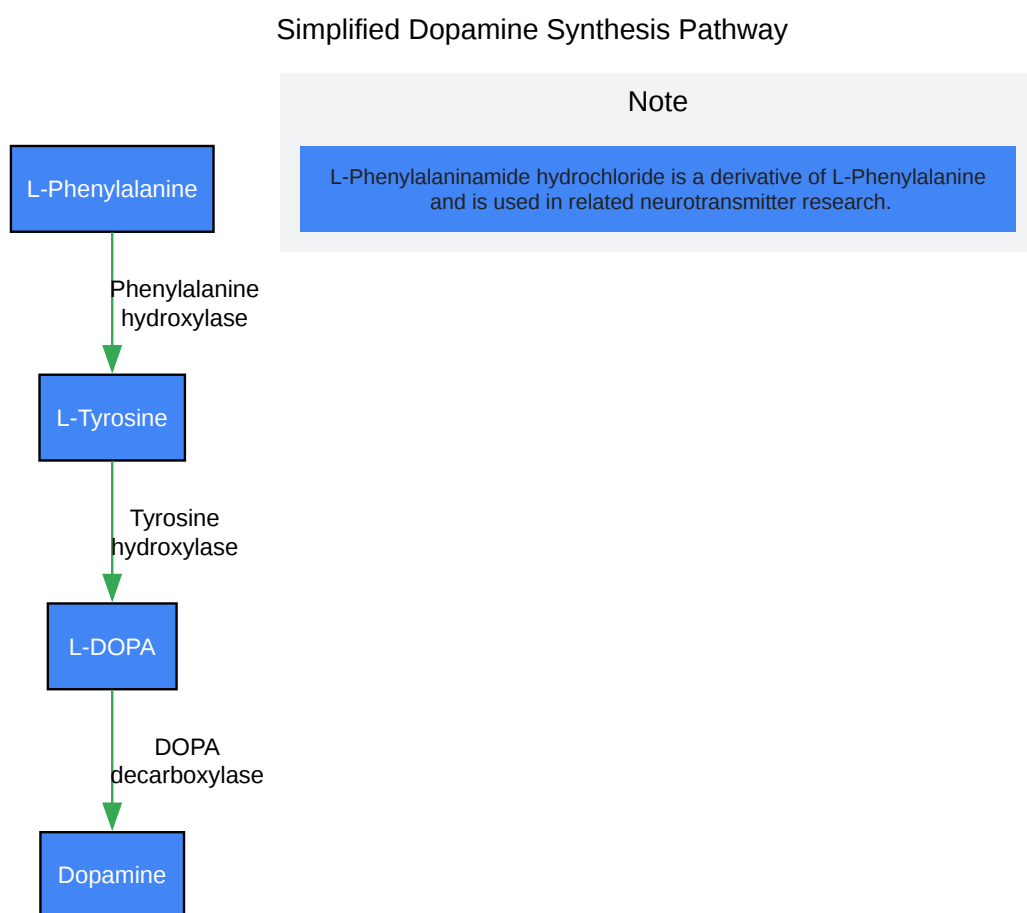 Simplified Dopamine Synthesis Pathway
Note
L-Phenylalaninamide hydrochloride is a derivative of L-Phenylalanine
and is used in related neurotransmitter research.
L-Phenylalanine
Phenylalanine
hydroxylase
L-Tyrosine
Tyrosine
hydroxylase
L-DOPA
DOPA
decarboxylase
Dopamine